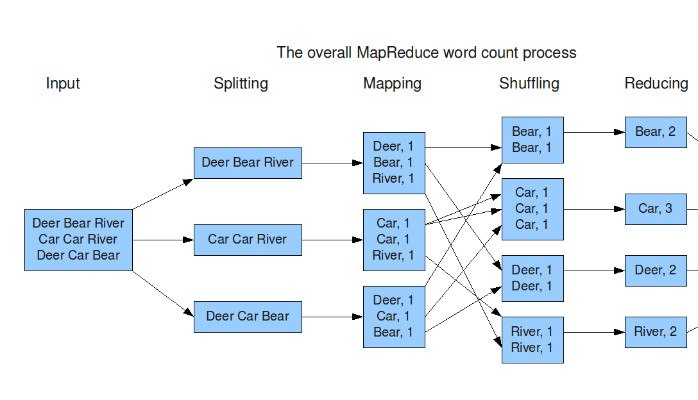 The overall MapReduce word count process
Input
Splitting
Mapping
Shuffling
Reducing
Deer Bear River
Car Car River
Deer Car Bear
Deer Bear River
Car Car River
Deer Car Bear
Deer, 1
Bear, 1
River, 1
Car, 1
Car, 1
River, 1
Deer, 1
Car, 1
Bear, 1
Bear, 1
Bear, 1
Car, 1
Car, 1
Car, 1
Deer, 1
Deer, 1
River, 1
River, 1
Bear, 2
Car, 3
Deer, 2
River, 2